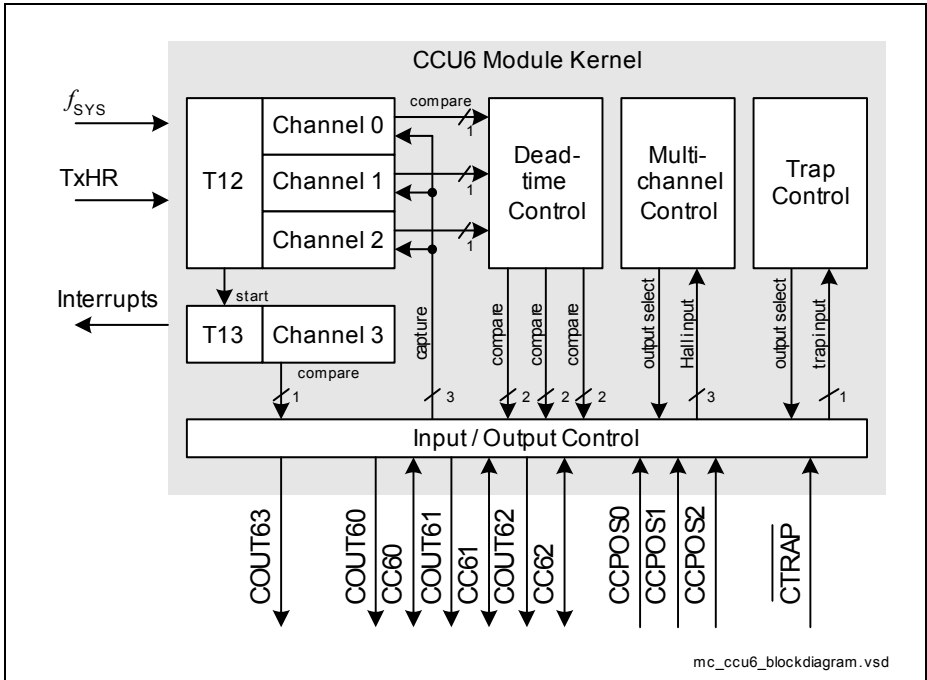 CCU6 Module Kernel
fSYS
TxHR
Interrupts
T12
Channel 0
Channel 1
Channel 2
compare
1
1
1
Dead-
time
Control
Multi-
channel
Control
Trap
Control
start
T13
Channel 3
compare
1
capture
3
compare
2
compare
2
compare
2
output select
Hall input
3
output select
trap input
1
Input / Output Control
COUT63
COUT60
CC60
COUT61
CC61
COUT62
CC62
CCPOS0
CCPOS1
CCPOS2
CTRAP
mc_ccu6_blockdiagram.vsd